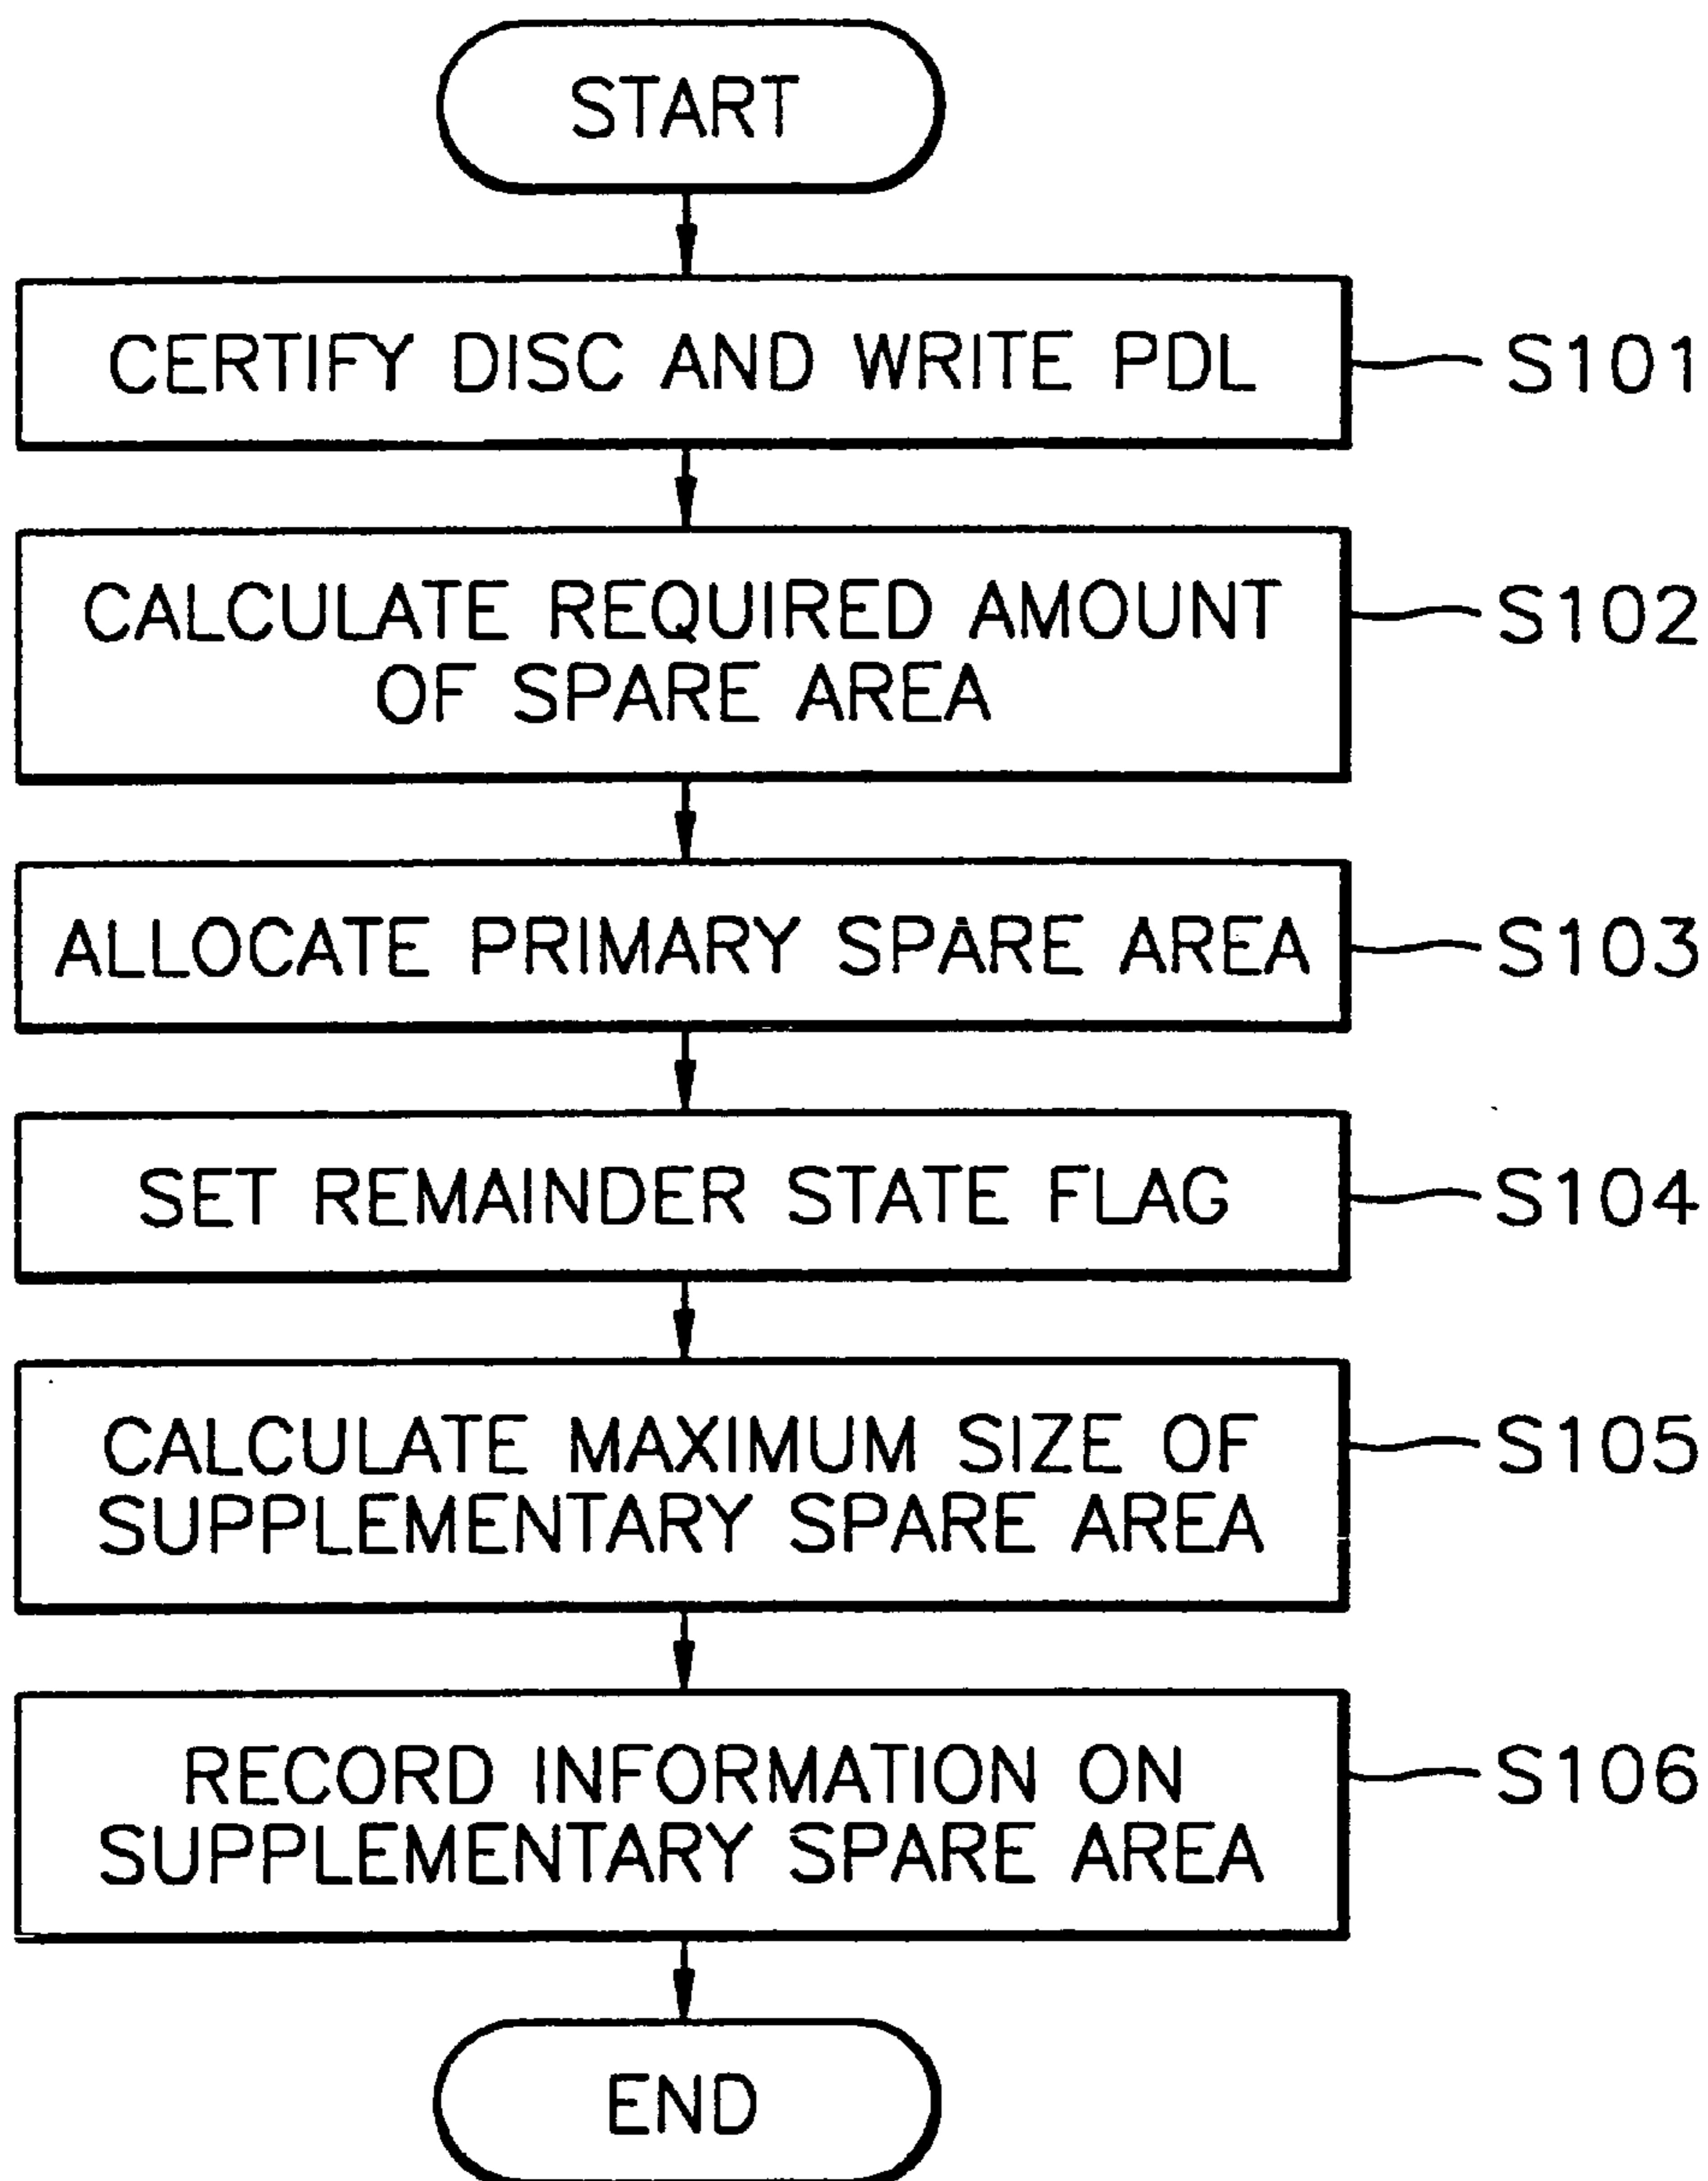 START
CERTIFY DISC AND WRITE PDL
S101
CALCULATE REQUIRED AMOUNT
OF SPARE AREA
S102
ALLOCATE PRIMARY SPARE AREA
S103
SET REMAINDER STATE FLAG
S104
CALCULATE MAXIMUM SIZE OF
SUPPLEMENTARY SPARE AREA
S105
RECORD INFORMATION ON
SUPPLEMENTARY SPARE AREA
S106
END